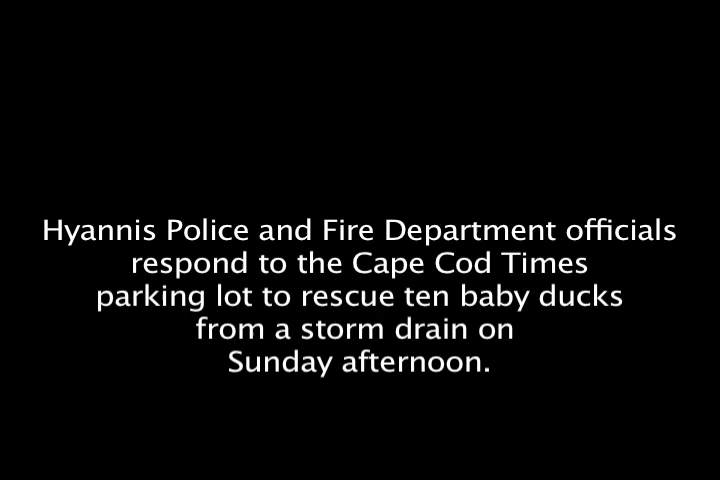 Hyannis Police and Fire Department officials
respond to the Cape Cod Times
parking lot to rescue ten baby ducks
from a storm drain on
Sunday afternoon.